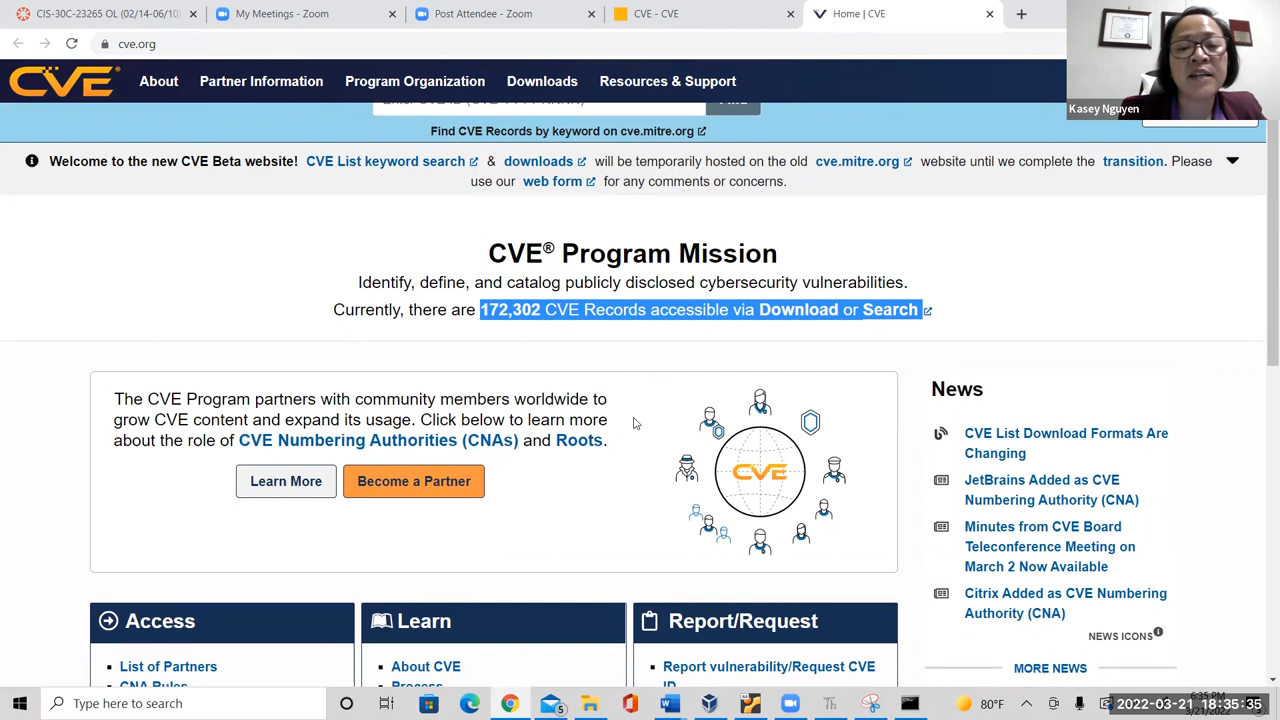 CIS-30C-23265 OL (02/14-06/10)
My Meetings - Zoom
Post Attendee - Zoom
CVE - CVE
Home | CVE
cve.org
CVE
About
Partner Information
Program Organization
Downloads
Resources & Support
Kasey Nguyen
Find CVE Records by keyword on cve.mitre.org
Welcome to the new CVE Beta website! CVE List keyword search & downloads will be temporarily hosted on the old cve.mitre.org website until we complete the transition. Please
use our web form for any comments or concerns.
CVE® Program Mission
Identify, define, and catalog publicly disclosed cybersecurity vulnerabilities.
Currently, there are 172,302 CVE Records accessible via Download or Search
The CVE Program partners with community members worldwide to
grow CVE content and expand its usage. Click below to learn more
about the role of CVE Numbering Authorities (CNAs) and Roots.
Learn More
Become a Partner
CVE
News
CVE List Download Formats Are
Changing
JetBrains Added as CVE
Numbering Authority (CNA)
Minutes from CVE Board
Teleconference Meeting on
March 2 Now Available
Citrix Added as CVE Numbering
Authority (CNA)
NEWS ICONS
MORE NEWS
Access
List of Partners
CNA Rules
Learn
About CVE
Process
Report/Request
Report vulnerability/Request CVE
ID
Type here to search
5
80°F
6:35 PM
2022-03-21 18:35:35